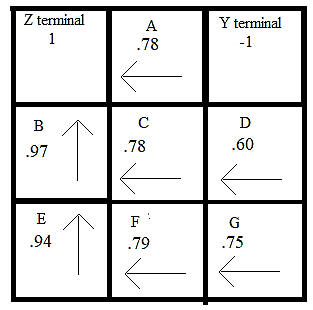 Z terminal
1
A
.78
Y terminal
-1
B
.97
C
.78
D
.60
E
.94
F
.79
G
.75